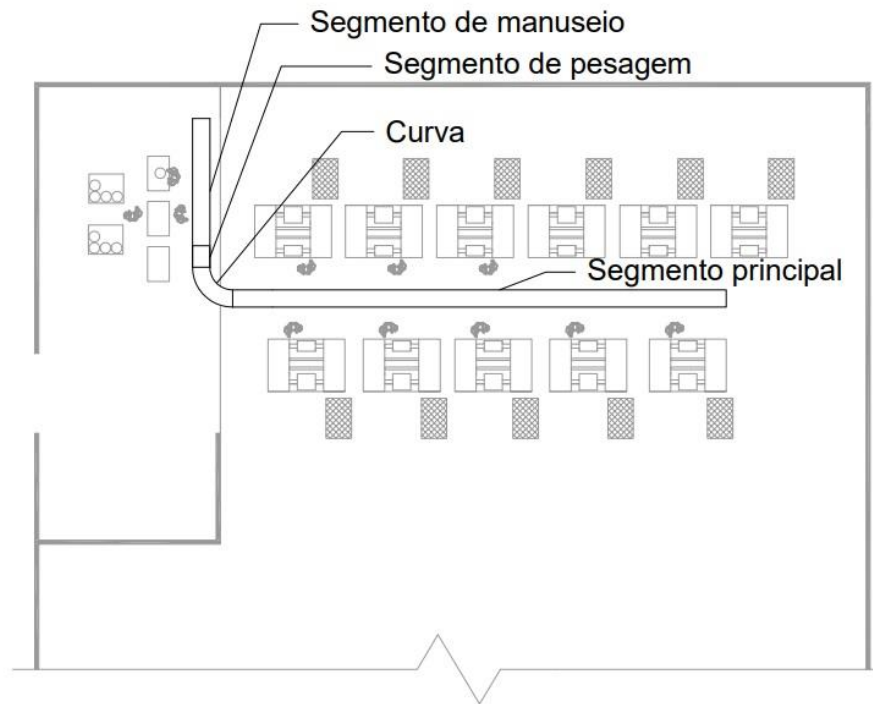 Segmento de manuseio
Segmento de pesagem
Curva
Segmento principal